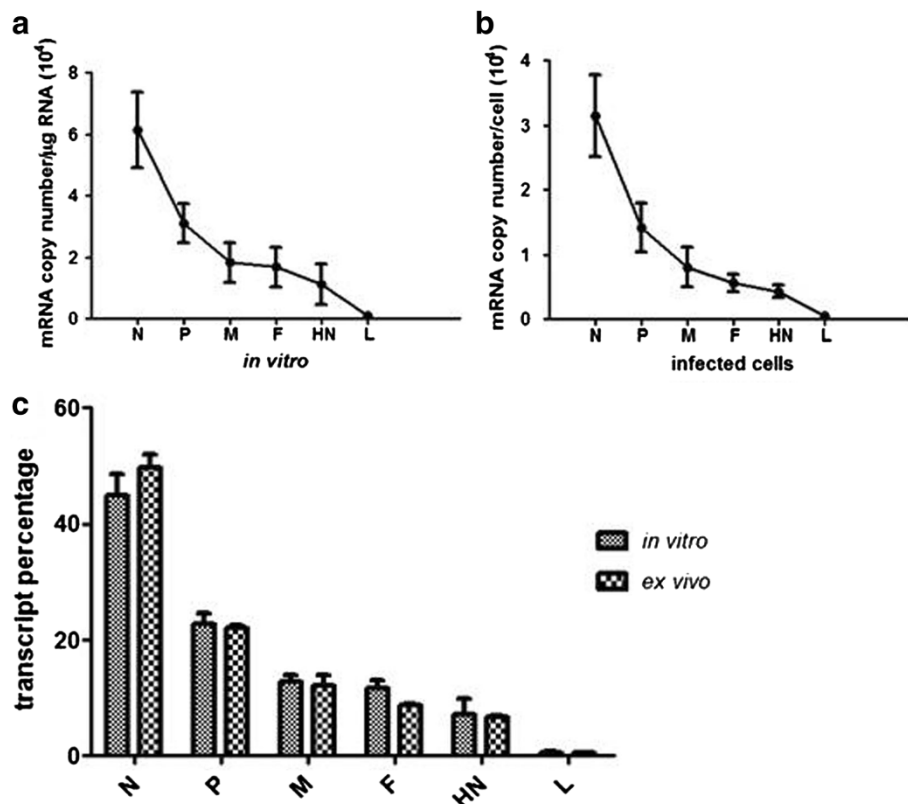 a
mRNA copy number/µg RNA (10⁴)
8
6
4
2
0
N P M F HN L
in vitro
b
mRNA copy number/cell (10⁴)
4
3
2
1
0
N P M F HN L
infected cells
c
transcript percentage
60
40
20
0
N P M F HN L
in vitro
ex vivo